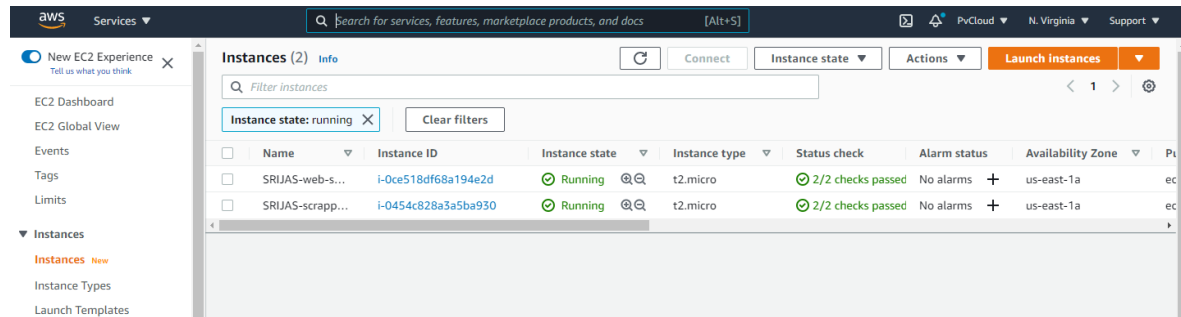 aws Services ▼ Search for services, features, marketplace products, and docs [Alt+S] PvCloud ▼ N. Virginia ▼ Support ▼
New EC2 Experience
Tell us what you think
EC2 Dashboard
EC2 Global View
Events
Tags
Limits
▼ Instances
Instances New
Instance Types
Launch Templates
Instances (2) Info Connect Instance state ▼ Actions ▼ Launch instances ▼
Filter instances < 1 >
Instance state: running Clear filters
Name Instance ID Instance state Instance type Status check Alarm status Availability Zone
SRIJAS-web-s... i-0ce518df68a194e2d Running t2.micro 2/2 checks passed No alarms + us-east-1a ec
SRIJAS-scrapp... i-0454c828a3a5ba930 Running t2.micro 2/2 checks passed No alarms + us-east-1a ec